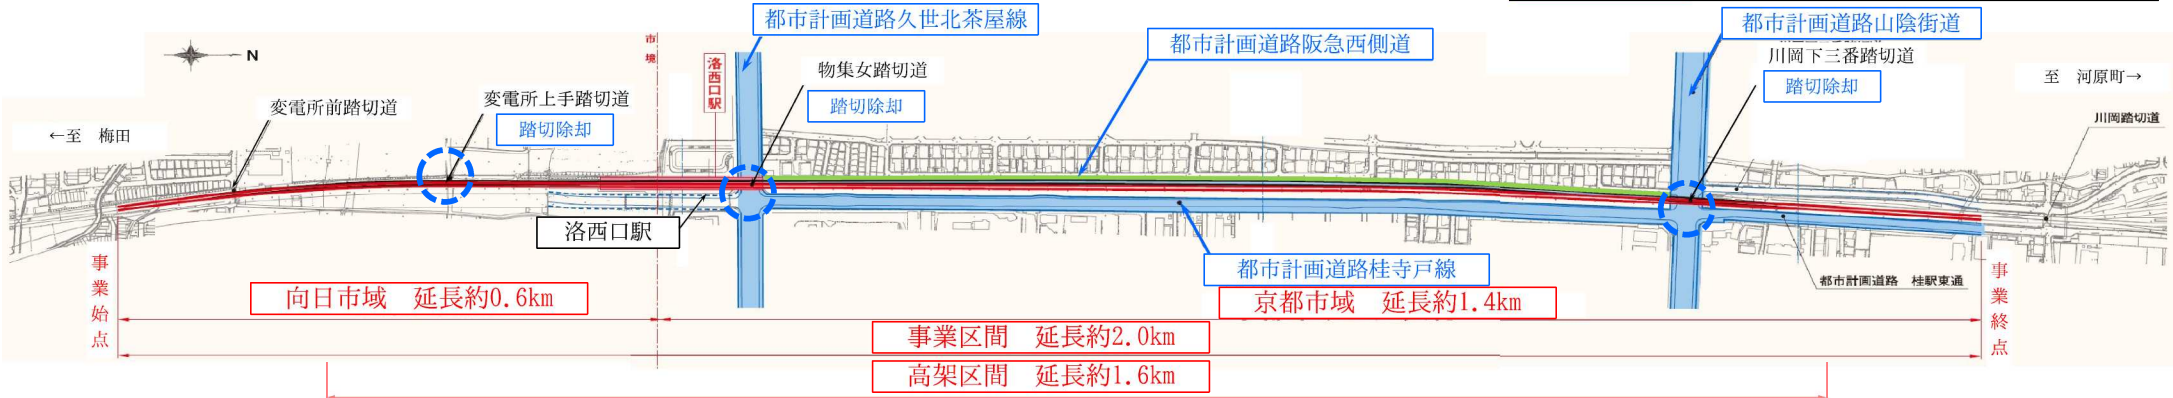 都市計画道路久世北茶屋線
都市計画道路阪急西側道
都市計画道路山陰街道
N
市境
洛西口駅
物集女踏切道
踏切除却
川岡下三番踏切道
踏切除却
至　河原町→
変電所前踏切道
変電所上手踏切道
踏切除却
←至　梅田
川岡踏切道
洛西口駅
都市計画道路桂寺戸線
都市計画道路　桂駅東通
事業始点
事業終点
向日市域　延長約0.6km
京都市域　延長約1.4km
事業区間　延長約2.0km
高架区間　延長約1.6km